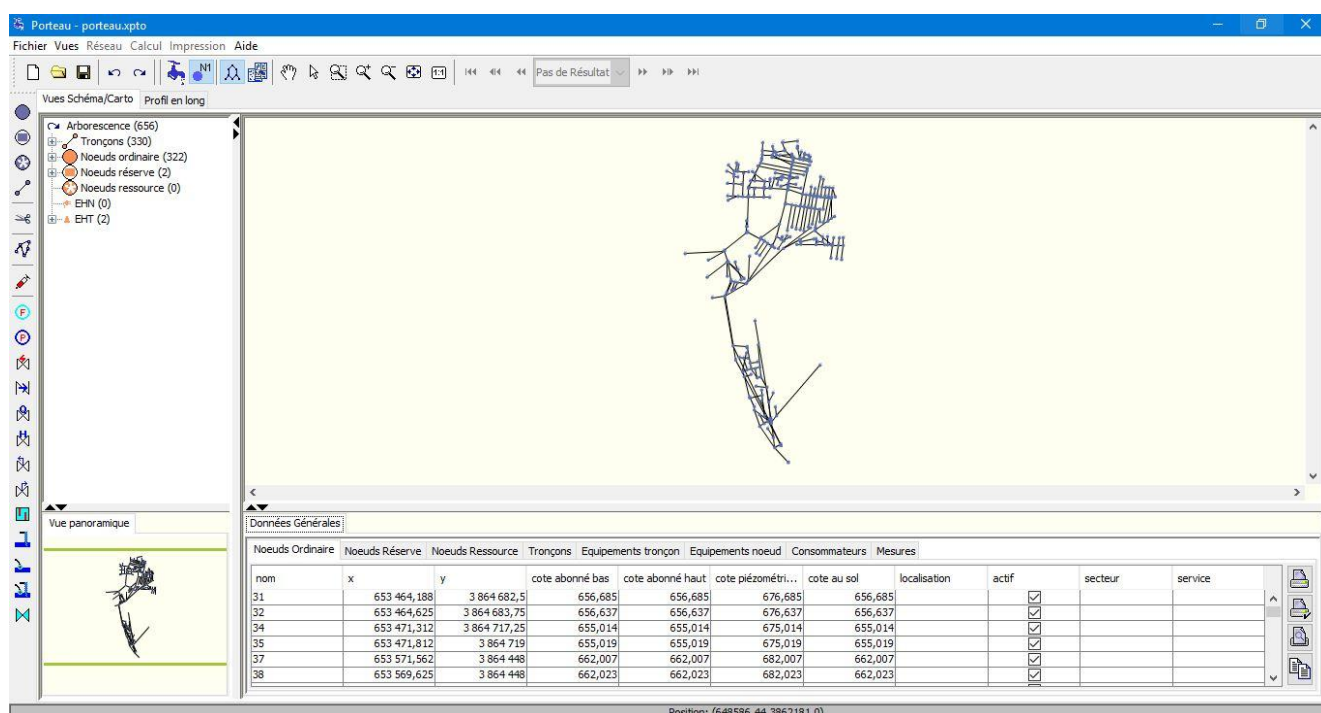 Porteau - porteau.xpto
Fichier Vues Réseau Calcul Impression Aide
N1 1:1 Pas de Résultat
Vues Schéma/Carto Profil en long
Arborescence (656)
Tronçons (330)
Noeuds ordinaire (322)
Noeuds réserve (2)
Noeuds ressource (0)
EHN (0)
EHT (2)
F
P
Vue panoramique
Données Générales
Noeuds Ordinaire Noeuds Réserve Noeuds Ressource Tronçons Equipements tronçon Equipements noeud Consommateurs Mesures
nom x y cote abonné bas cote abonné haut cote piézométri... cote au sol localisation actif secteur service
31 653 464,188 3 864 682,5 656,685 656,685 676,685 656,685
32 653 464,625 3 864 683,75 656,637 656,637 676,637 656,637
34 653 471,312 3 864 717,25 655,014 655,014 675,014 655,014
35 653 471,812 3 864 719 655,019 655,019 675,019 655,019
37 653 571,562 3 864 448 662,007 662,007 682,007 662,007
38 653 569,625 3 864 448 662,023 662,023 682,023 662,023
Position: (648586,44,3862181,0)